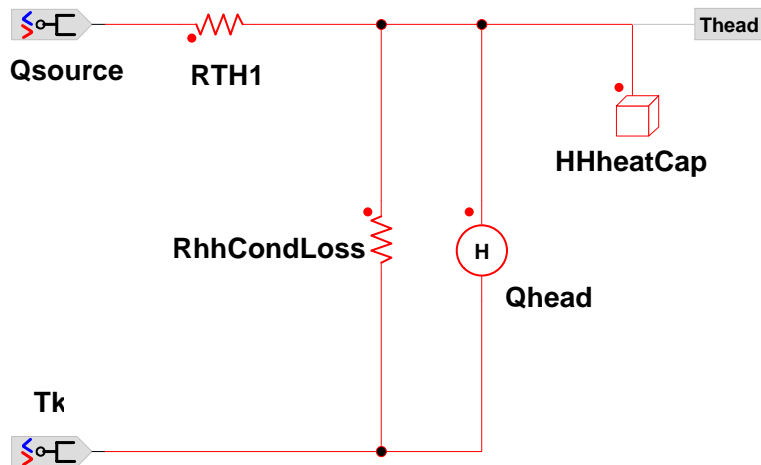 Thead
Qsource
RTH1
HHheatCap
RhhCondLoss
H
Qhead
Tk